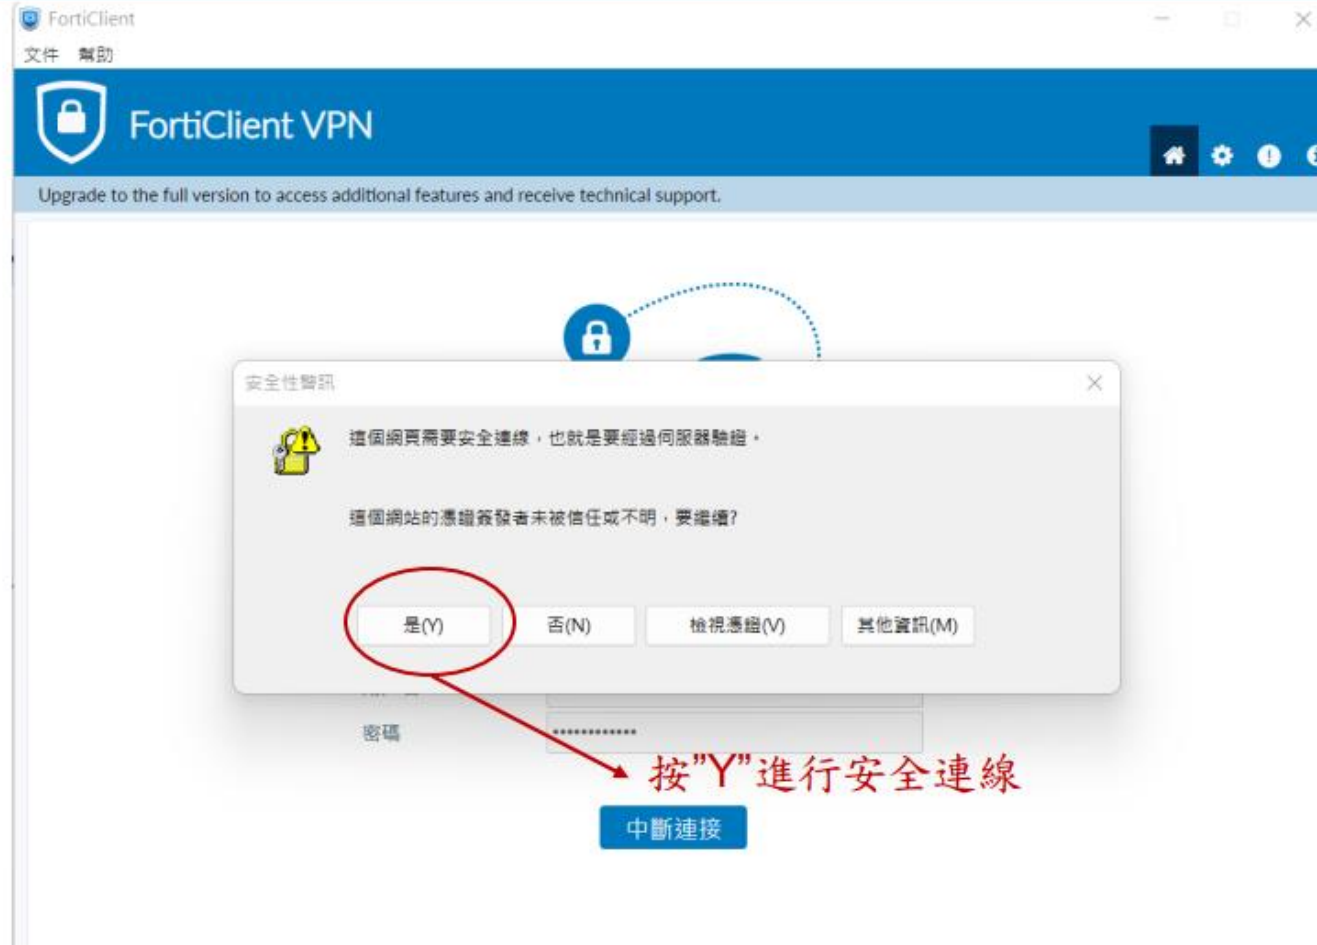 FortiClient
文件 幫助
FortiClient VPN
Upgrade to the full version to access additional features and receive technical support.
安全性警訊
這個網頁需要安全連線，也就是要經過伺服器驗證。
這個網站的憑證簽發者未被信任或不明，要繼續?
是(Y) 否(N) 檢視憑證(V) 其他資訊(M)
密碼 ••••••••••••
按”Y”進行安全連線
中斷連接